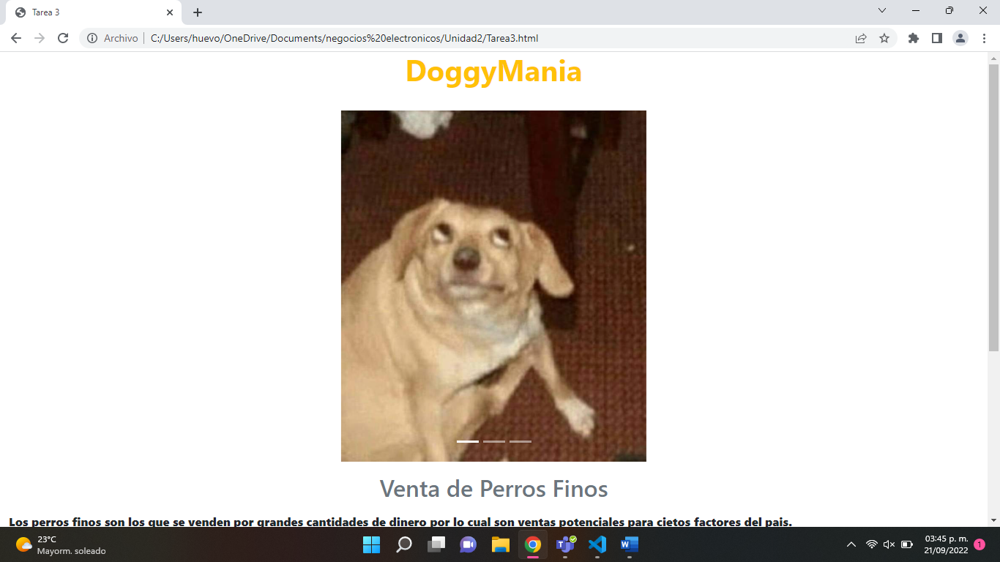 Tarea 3
Archivo
C:/Users/huevo/OneDrive/Documents/negocios%20electronicos/Unidad2/Tarea3.html
DoggyMania
Venta de Perros Finos
Los perros finos son los que se venden por grandes cantidades de dinero por lo cual son ventas potenciales para cietos factores del pais.
23°C
Mayorm. soleado
03:45 p. m.
21/09/2022
1